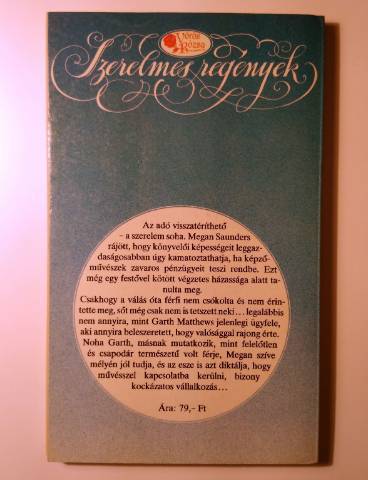 Vörös
Rózsa
Szerelmes regények
Az adó visszatéríthető
- a szerelem soha. Megan Saunders
rájött, hogy könyvelői képességeit leggaz-
daságosabban úgy kamatoztathatja, ha képző-
művészek zavaros pénzügyeit teszi rendbe. Ezt
még egy festővel kötött végzetes házassága alatt ta-
nulta meg.
Csakhogy a válás óta férfi nem csókolta és nem érin-
tette meg, sőt még csak nem is tetszett neki... legalábbis
nem annyira, mint Garth Matthews jelenlegi ügyfele,
aki annyira beleszeretett, hogy valósággal rajong érte.
Noha Garth, másnak mutatkozik, mint felelőtlen
és csapodár természetű volt férje, Megan szíve
mélyén jól tudja, és az esze is azt diktálja, hogy
művésszel kapcsolatba kerülni, bizony
kockázatos vállalkozás...
Ára: 79,- Ft